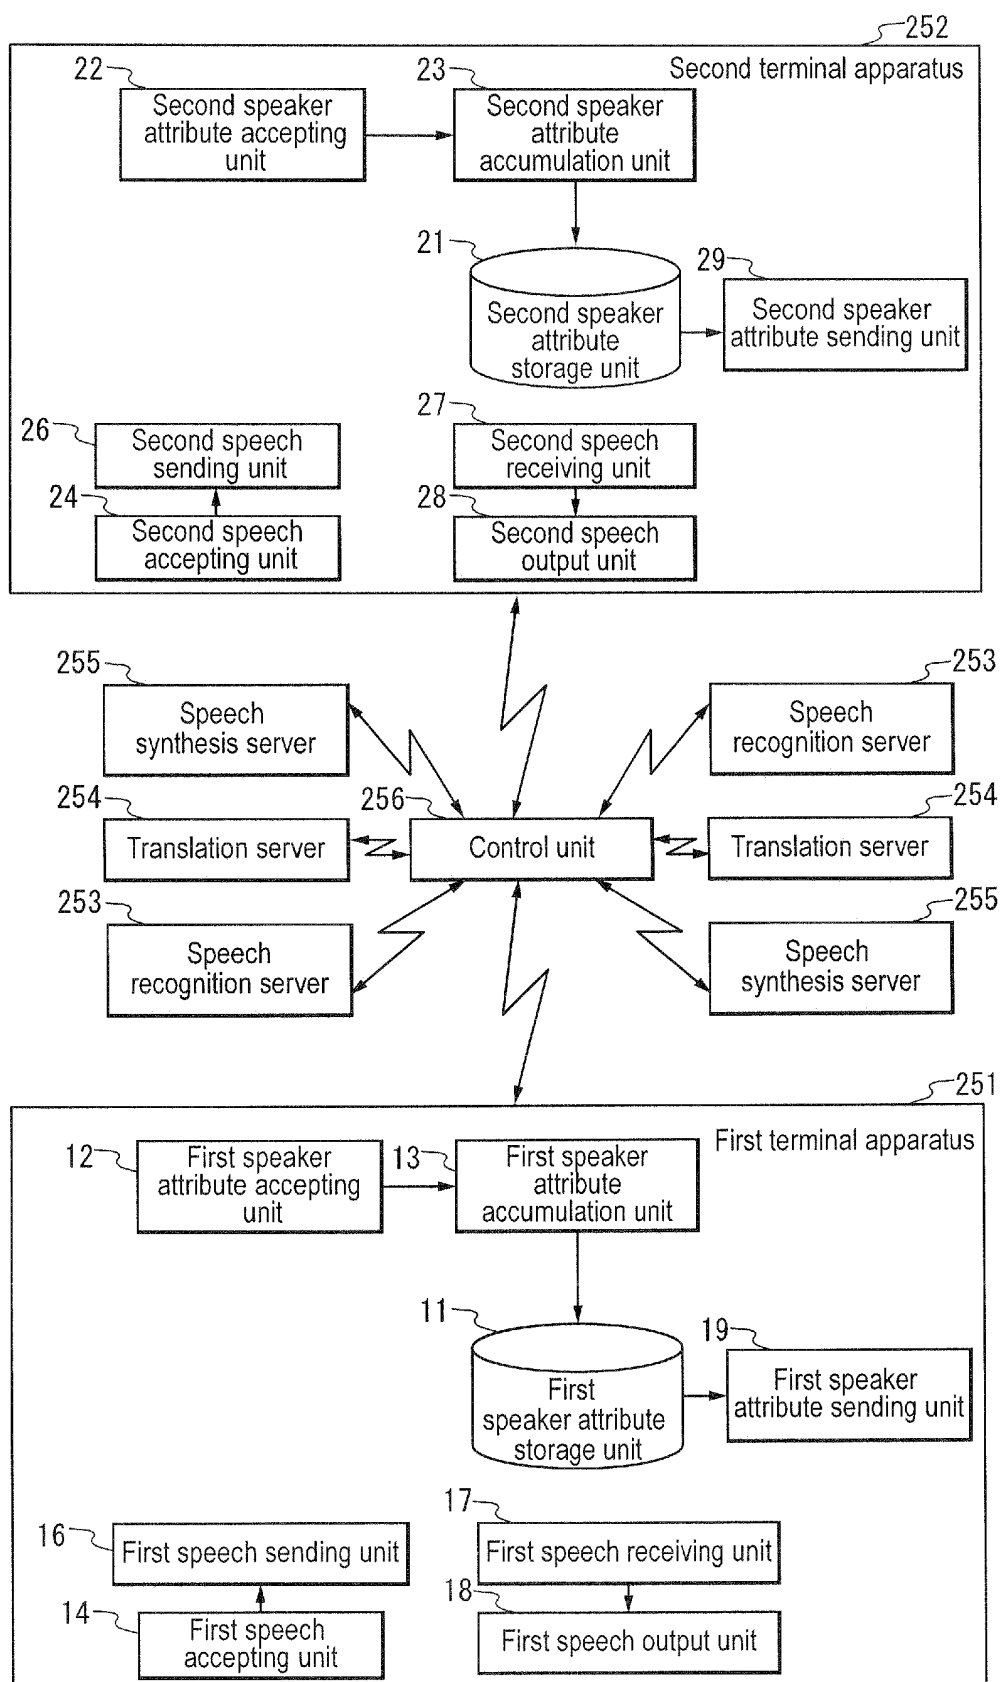 252
Second terminal apparatus
22
Second speaker
attribute accepting
unit
23
Second speaker
attribute
accumulation unit
21
Second speaker
attribute
storage unit
29
Second speaker
attribute sending unit
26
Second speech
sending unit
27
Second speech
receiving unit
24
Second speech
accepting unit
28
Second speech
output unit
255
Speech
synthesis server
253
Speech
recognition server
254
Translation server
256
Control unit
254
Translation server
253
Speech
recognition server
255
Speech
synthesis server
251
First terminal apparatus
12
First speaker
attribute accepting
unit
13
First speaker
attribute
accumulation unit
11
First
speaker attribute
storage unit
19
First speaker
attribute sending unit
16
First speech sending unit
17
First speech receiving unit
14
First speech
accepting unit
18
First speech output unit